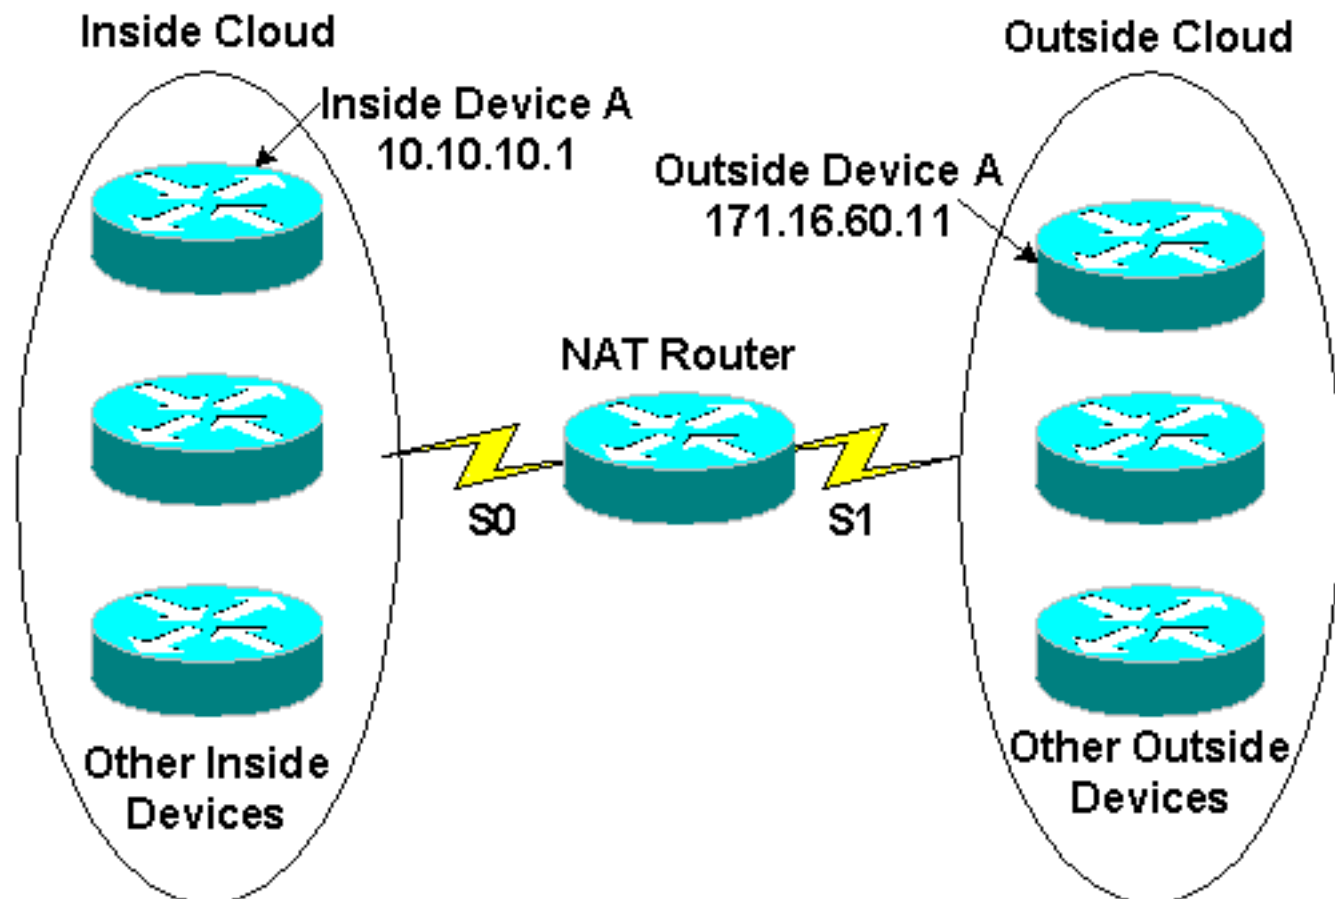 Inside Cloud
Outside Cloud
Inside Device A
10.10.10.1
Outside Device A
171.16.60.11
NAT Router
S0
S1
Other Inside
Devices
Other Outside
Devices